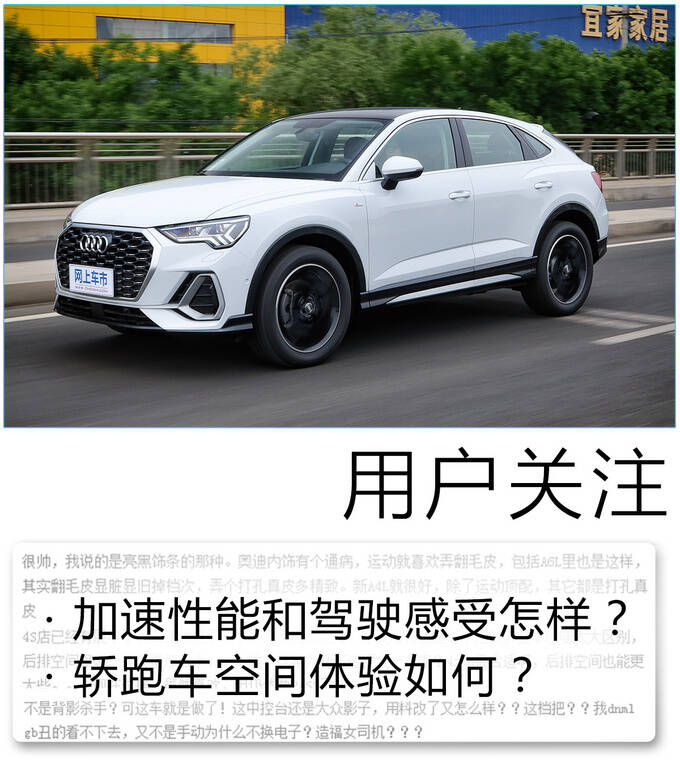 宜家家居
网上车市
用户关注
很帅，我说的是亮黑饰条的那种。奥迪内饰有个通病，运动就喜欢弄翻毛皮，包括A6L里也是这样，
其实翻毛皮显脏显旧掉档次，弄个打孔真皮多精致。新A4L就很好，除了运动顶配，其它都是打孔真
皮
· 加速性能和驾驶感受怎样？
4S店已经
大区别，
后排空间
后排空间也能更
· 轿跑车空间体验如何？
不是背影杀手？可这车就是做了！这中控台还是大众影子，用料改了又怎么样？？这档把？？我dnml
gb丑的看不下去，又不是手动为什么不换电子？造福女司机？？？